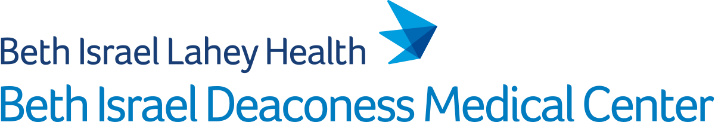 Beth Israel Lahey Health
Beth Israel Deaconess Medical Center